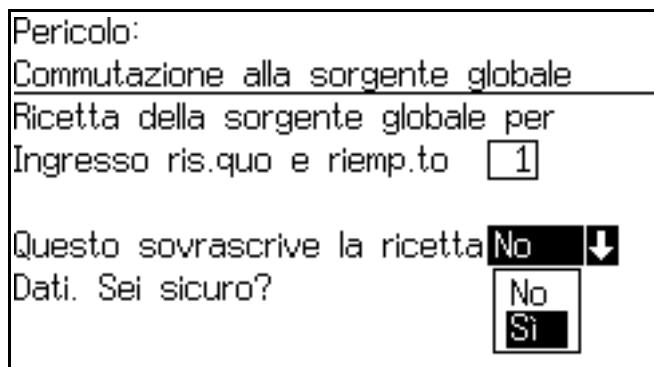 Pericolo:
Commutazione alla sorgente globale
Ricetta della sorgente globale per
Ingresso ris.quo e riemp.to 1
Questo sovrascrive la ricetta No
Dati. Sei sicuro?
No
Sì